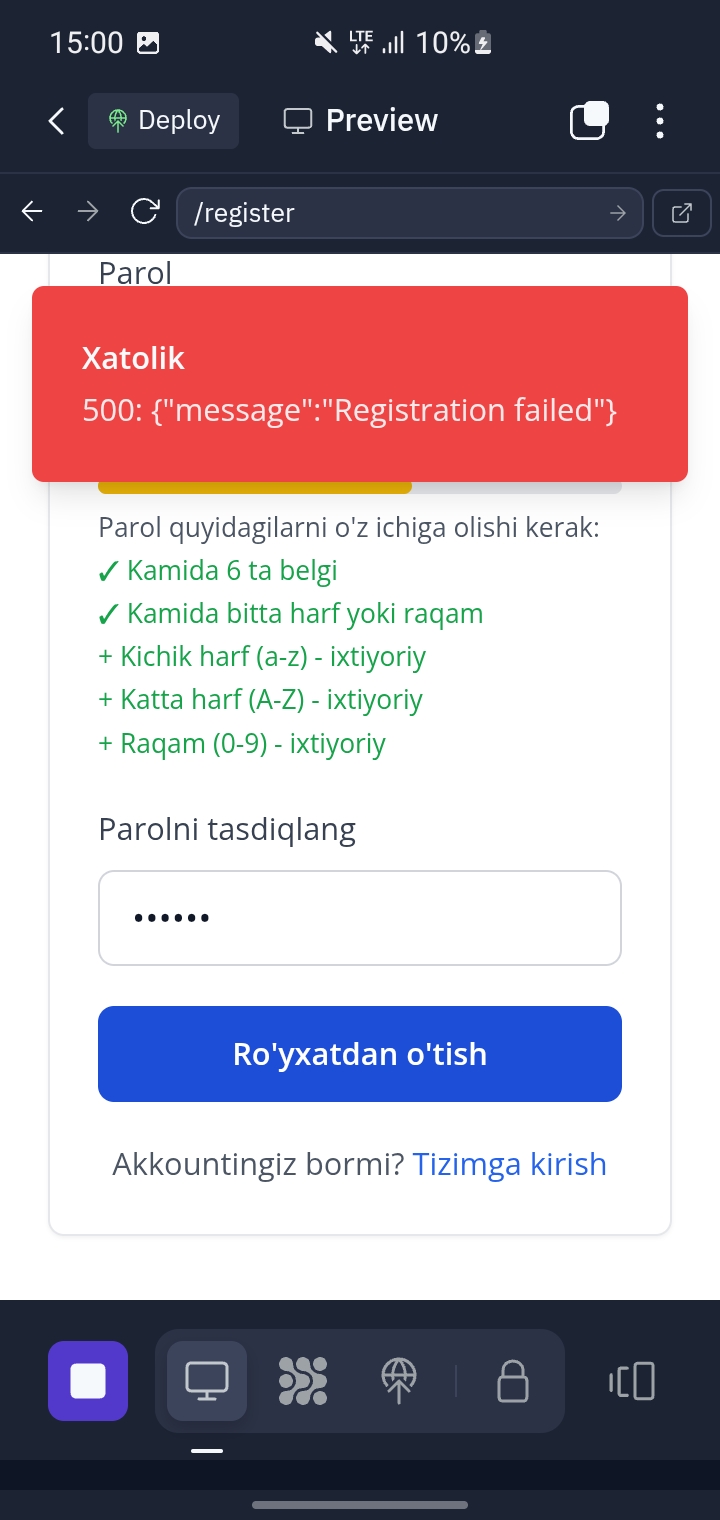 15:00 LTE 10%
Deploy Preview
/register
Parol
Xatolik
500: {"message":"Registration failed"}
Parol quyidagilarni o'z ichiga olishi kerak:
✓ Kamida 6 ta belgi
✓ Kamida bitta harf yoki raqam
+ Kichik harf (a-z) - ixtiyoriy
+ Katta harf (A-Z) - ixtiyoriy
+ Raqam (0-9) - ixtiyoriy
Parolni tasdiqlang
••••••
Ro'yxatdan o'tish
Akkountingiz bormi? Tizimga kirish